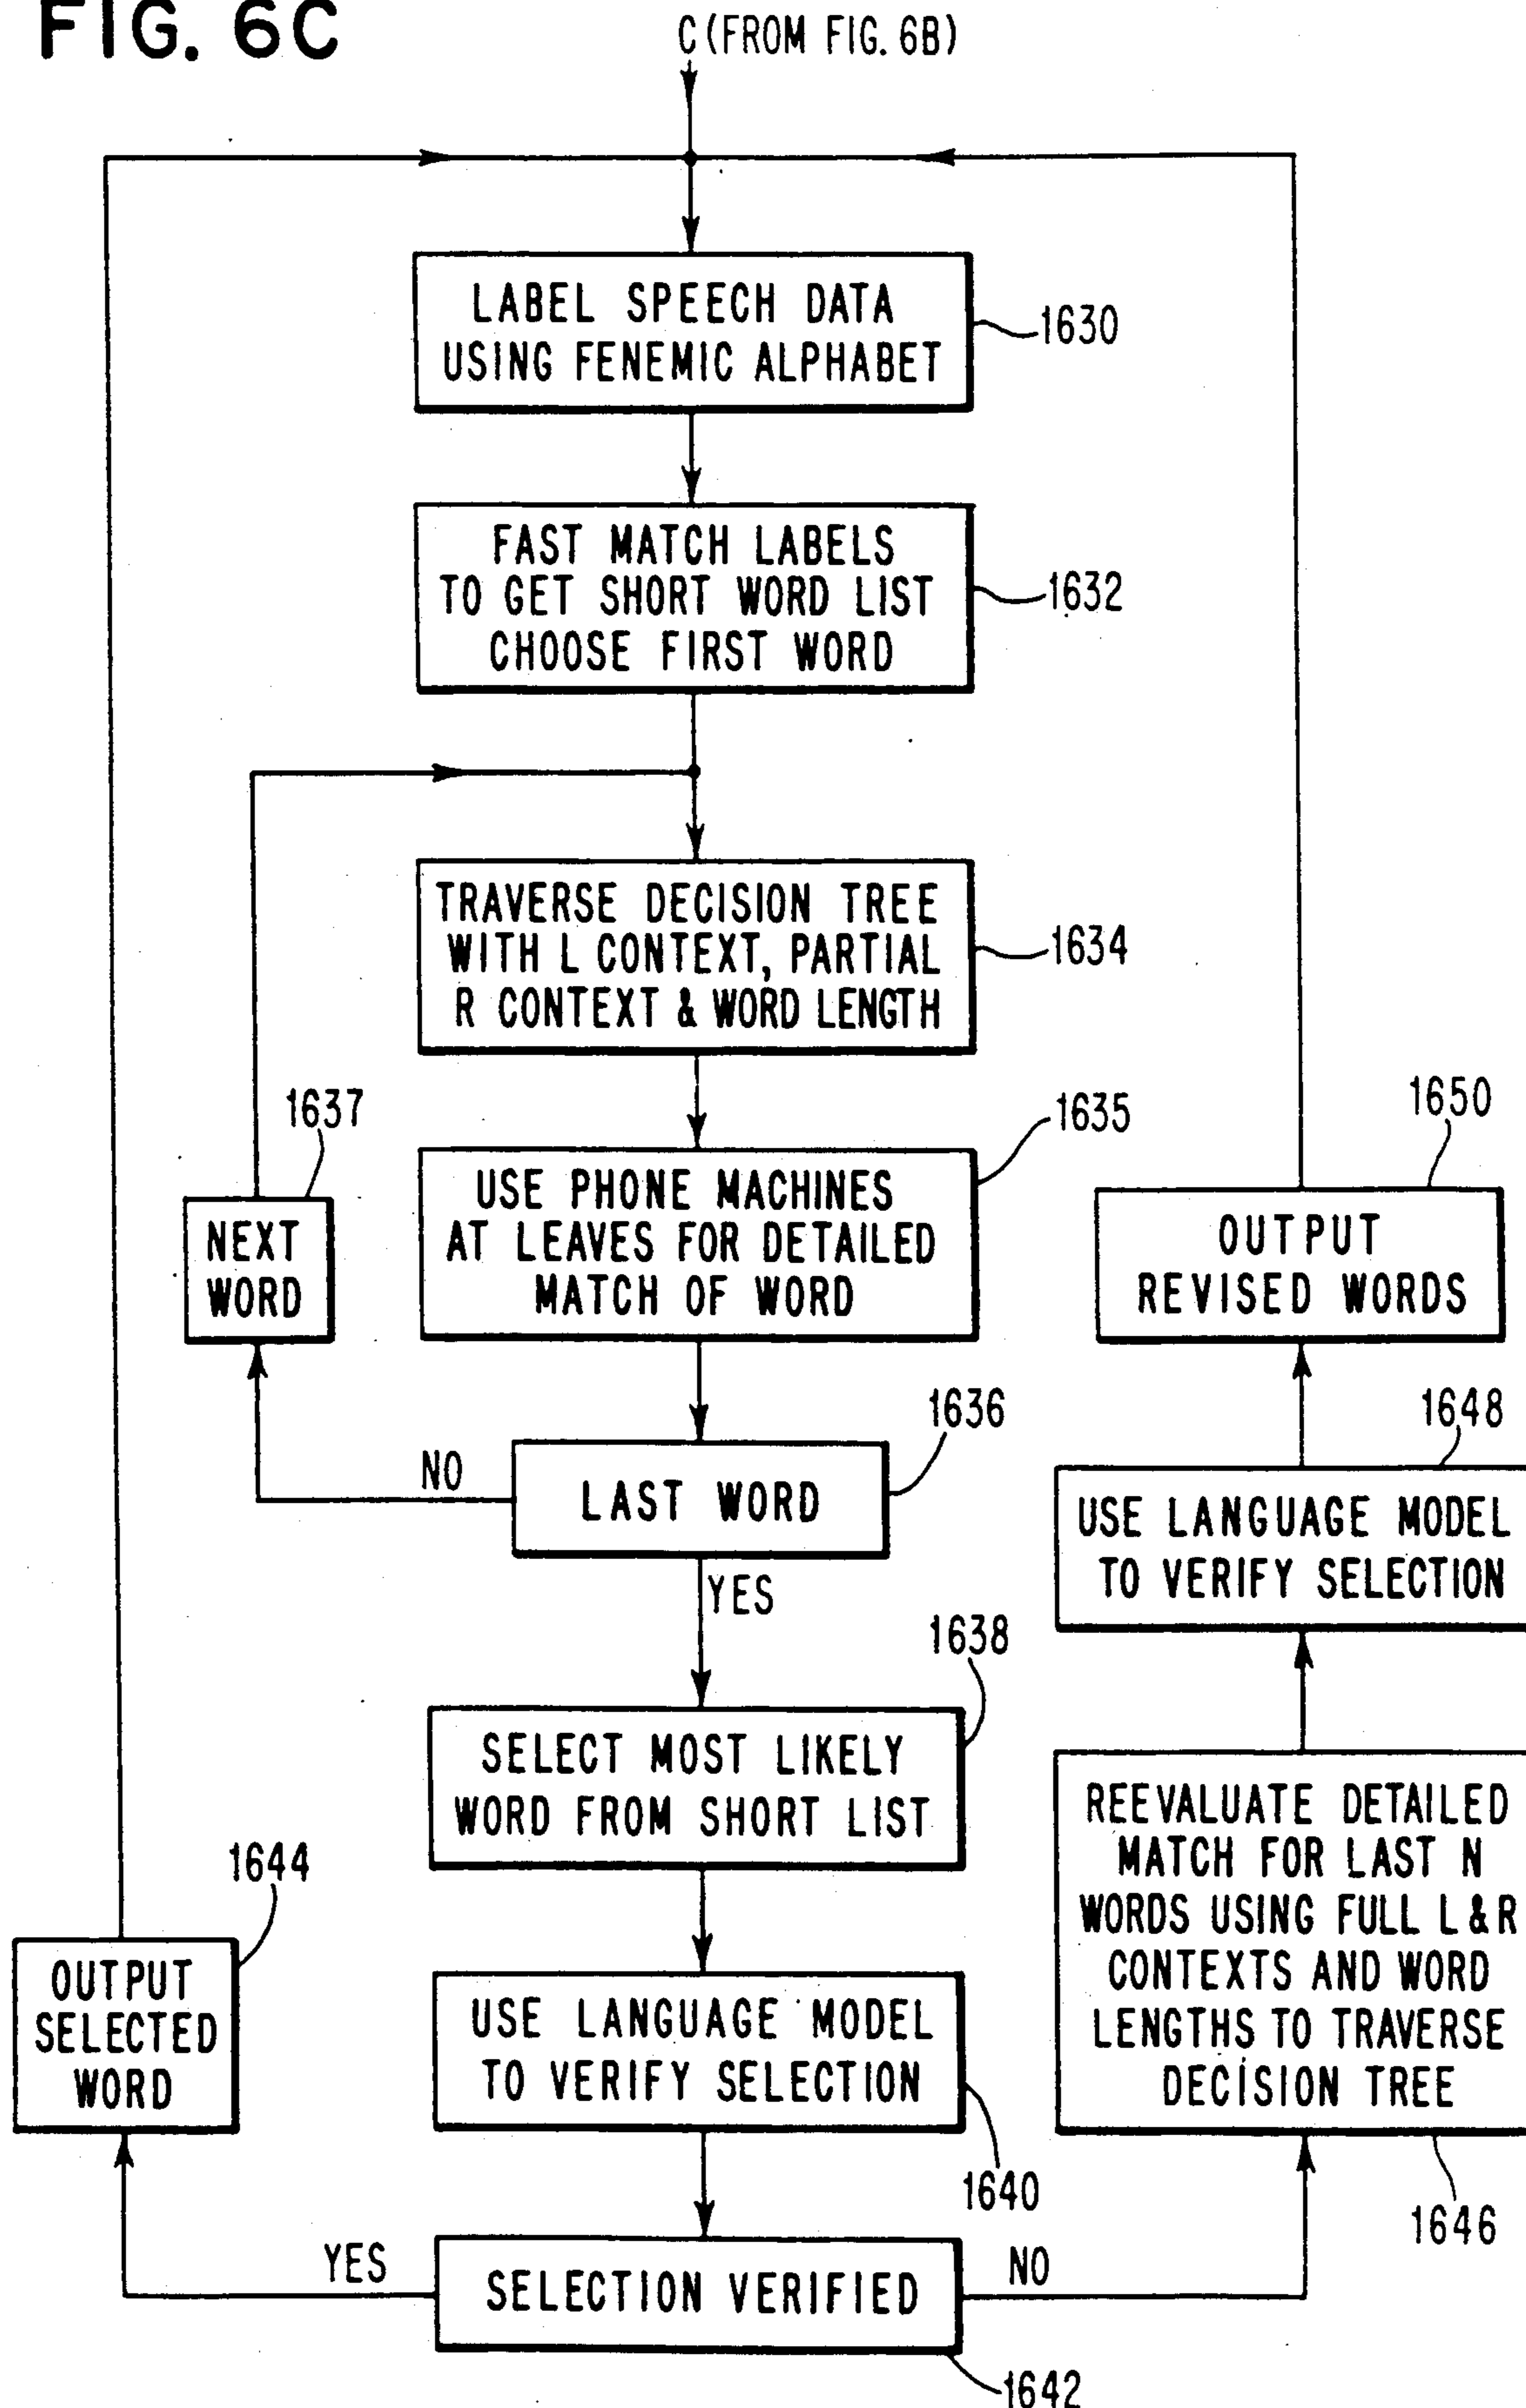 FIG. 6C
C (FROM FIG. 6B)
LABEL SPEECH DATA
USING FENEMIC ALPHABET
1630
FAST MATCH LABELS
TO GET SHORT WORD LIST
CHOOSE FIRST WORD
1632
TRAVERSE DECISION TREE
WITH L CONTEXT, PARTIAL
R CONTEXT & WORD LENGTH
1634
USE PHONE MACHINES
AT LEAVES FOR DETAILED
MATCH OF WORD
1635
1637
NEXT
WORD
LAST WORD
1636
NO
YES
SELECT MOST LIKELY
WORD FROM SHORT LIST
1638
USE LANGUAGE MODEL
TO VERIFY SELECTION
1640
SELECTION VERIFIED
1642
YES
NO
1644
OUTPUT
SELECTED
WORD
REEVALUATE DETAILED
MATCH FOR LAST N
WORDS USING FULL L & R
CONTEXTS AND WORD
LENGTHS TO TRAVERSE
DECISION TREE
1646
USE LANGUAGE MODEL
TO VERIFY SELECTION
1648
OUTPUT
REVISED WORDS
1650